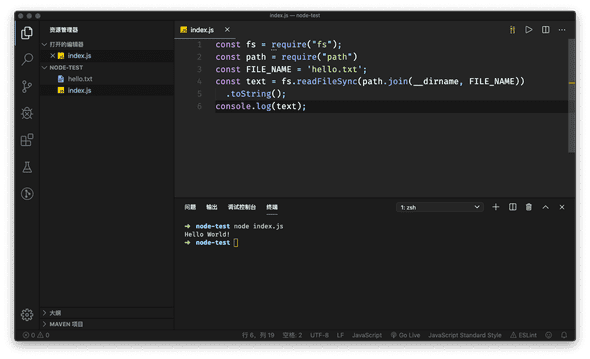 index.js — node-test
资源管理器
打开的编辑器
index.js
NODE-TEST
hello.txt
index.js
大纲
MAVEN 项目
index.js
1 const fs = require("fs");
2 const path = require("path")
3 const FILE_NAME = 'hello.txt';
4 const text = fs.readFileSync(path.join(__dirname, FILE_NAME))
5 .toString();
6 console.log(text);
问题 输出 调试控制台 终端 1: zsh
→ node-test node index.js
Hello World!
→ node-test
0 0 行 6，列 19 空格: 2 UTF-8 LF JavaScript Go Live JavaScript Standard Style ESLint